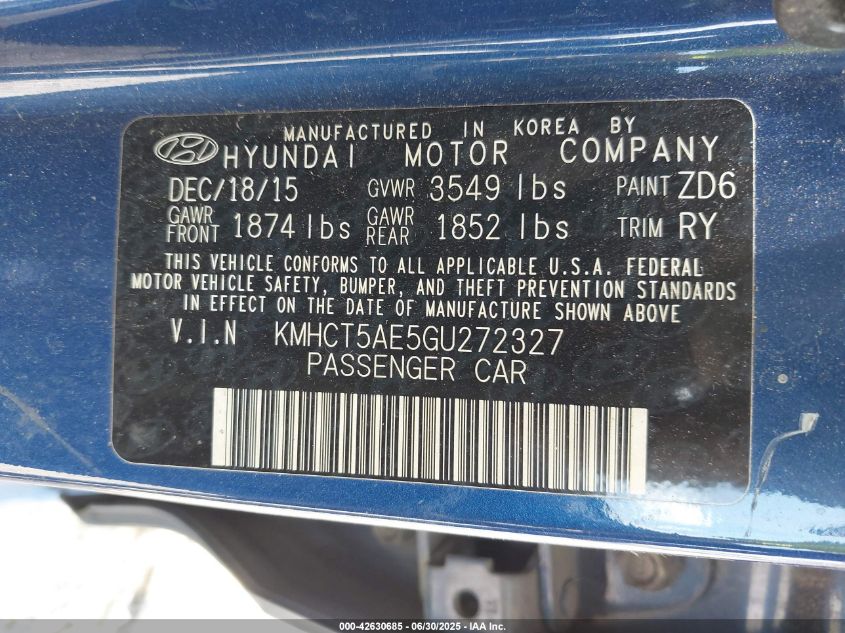 MANUFACTURED IN KOREA BY
HYUNDAI MOTOR COMPANY
DEC/18/15 GVWR 3549 lbs PAINT ZD6
GAWR FRONT 1874 lbs GAWR REAR 1852 lbs TRIM RY
THIS VEHICLE CONFORMS TO ALL APPLICABLE U.S.A. FEDERAL
MOTOR VEHICLE SAFETY, BUMPER, AND THEFT PREVENTION STANDARDS
IN EFFECT ON THE DATE OF MANUFACTURE SHOWN ABOVE
V.I.N KMHCT5AE5GU272327
PASSENGER CAR
000-42630685 - 06/30/2025 - IAA Inc.